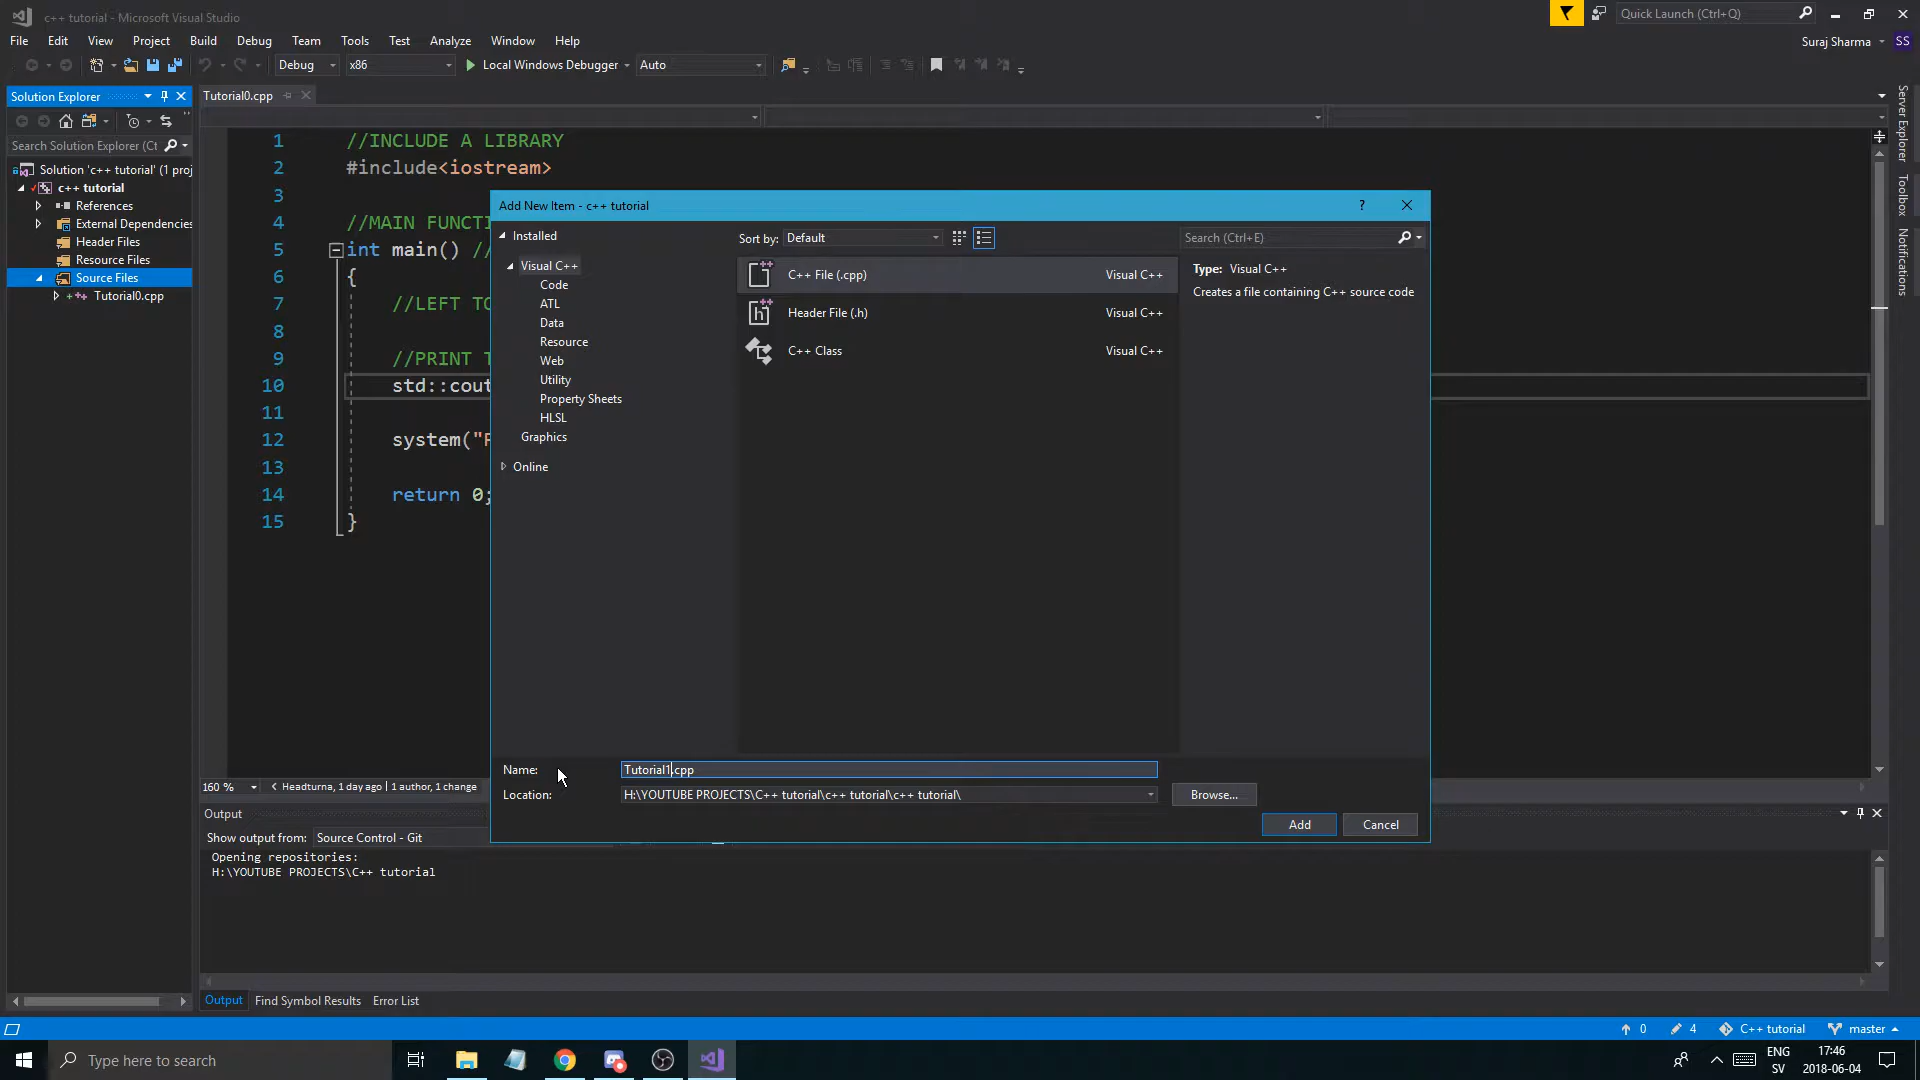 c++ tutorial - Microsoft Visual Studio
Quick Launch (Ctrl+Q)
File Edit View Project Build Debug Team Tools Test Analyze Window Help
Suraj Sharma SS
Debug x86 Local Windows Debugger Auto
Solution Explorer
Tutorial0.cpp
Search Solution Explorer (Ct
Solution 'c++ tutorial' (1 proj
c++ tutorial
References
External Dependencies
Header Files
Resource Files
Source Files
Tutorial0.cpp
1 //INCLUDE A LIBRARY
2 #include<iostream>
3
4 //MAIN FUNCTI
5 int main() //
6 {
7 //LEFT TO
8
9 //PRINT T
10 std::cout
11
12 system("P
13
14 return 0;
15 }
Add New Item - c++ tutorial
?
Installed
Visual C++
Code
ATL
Data
Resource
Web
Utility
Property Sheets
HLSL
Graphics
Online
Sort by: Default
Search (Ctrl+E)
C++ File (.cpp) Visual C++
Header File (.h) Visual C++
C++ Class Visual C++
Type: Visual C++
Creates a file containing C++ source code
Name: Tutorial1.cpp
Location: H:\YOUTUBE PROJECTS\C++ tutorial\c++ tutorial\c++ tutorial\
Browse...
Add Cancel
Server Explorer
Toolbox
Notifications
160 % Headturna, 1 day ago | 1 author, 1 change
Output
Show output from: Source Control - Git
Opening repositories:
H:\YOUTUBE PROJECTS\C++ tutorial
Output Find Symbol Results Error List
0 4 C++ tutorial master
Type here to search
ENG
SV
17:46
2018-06-04